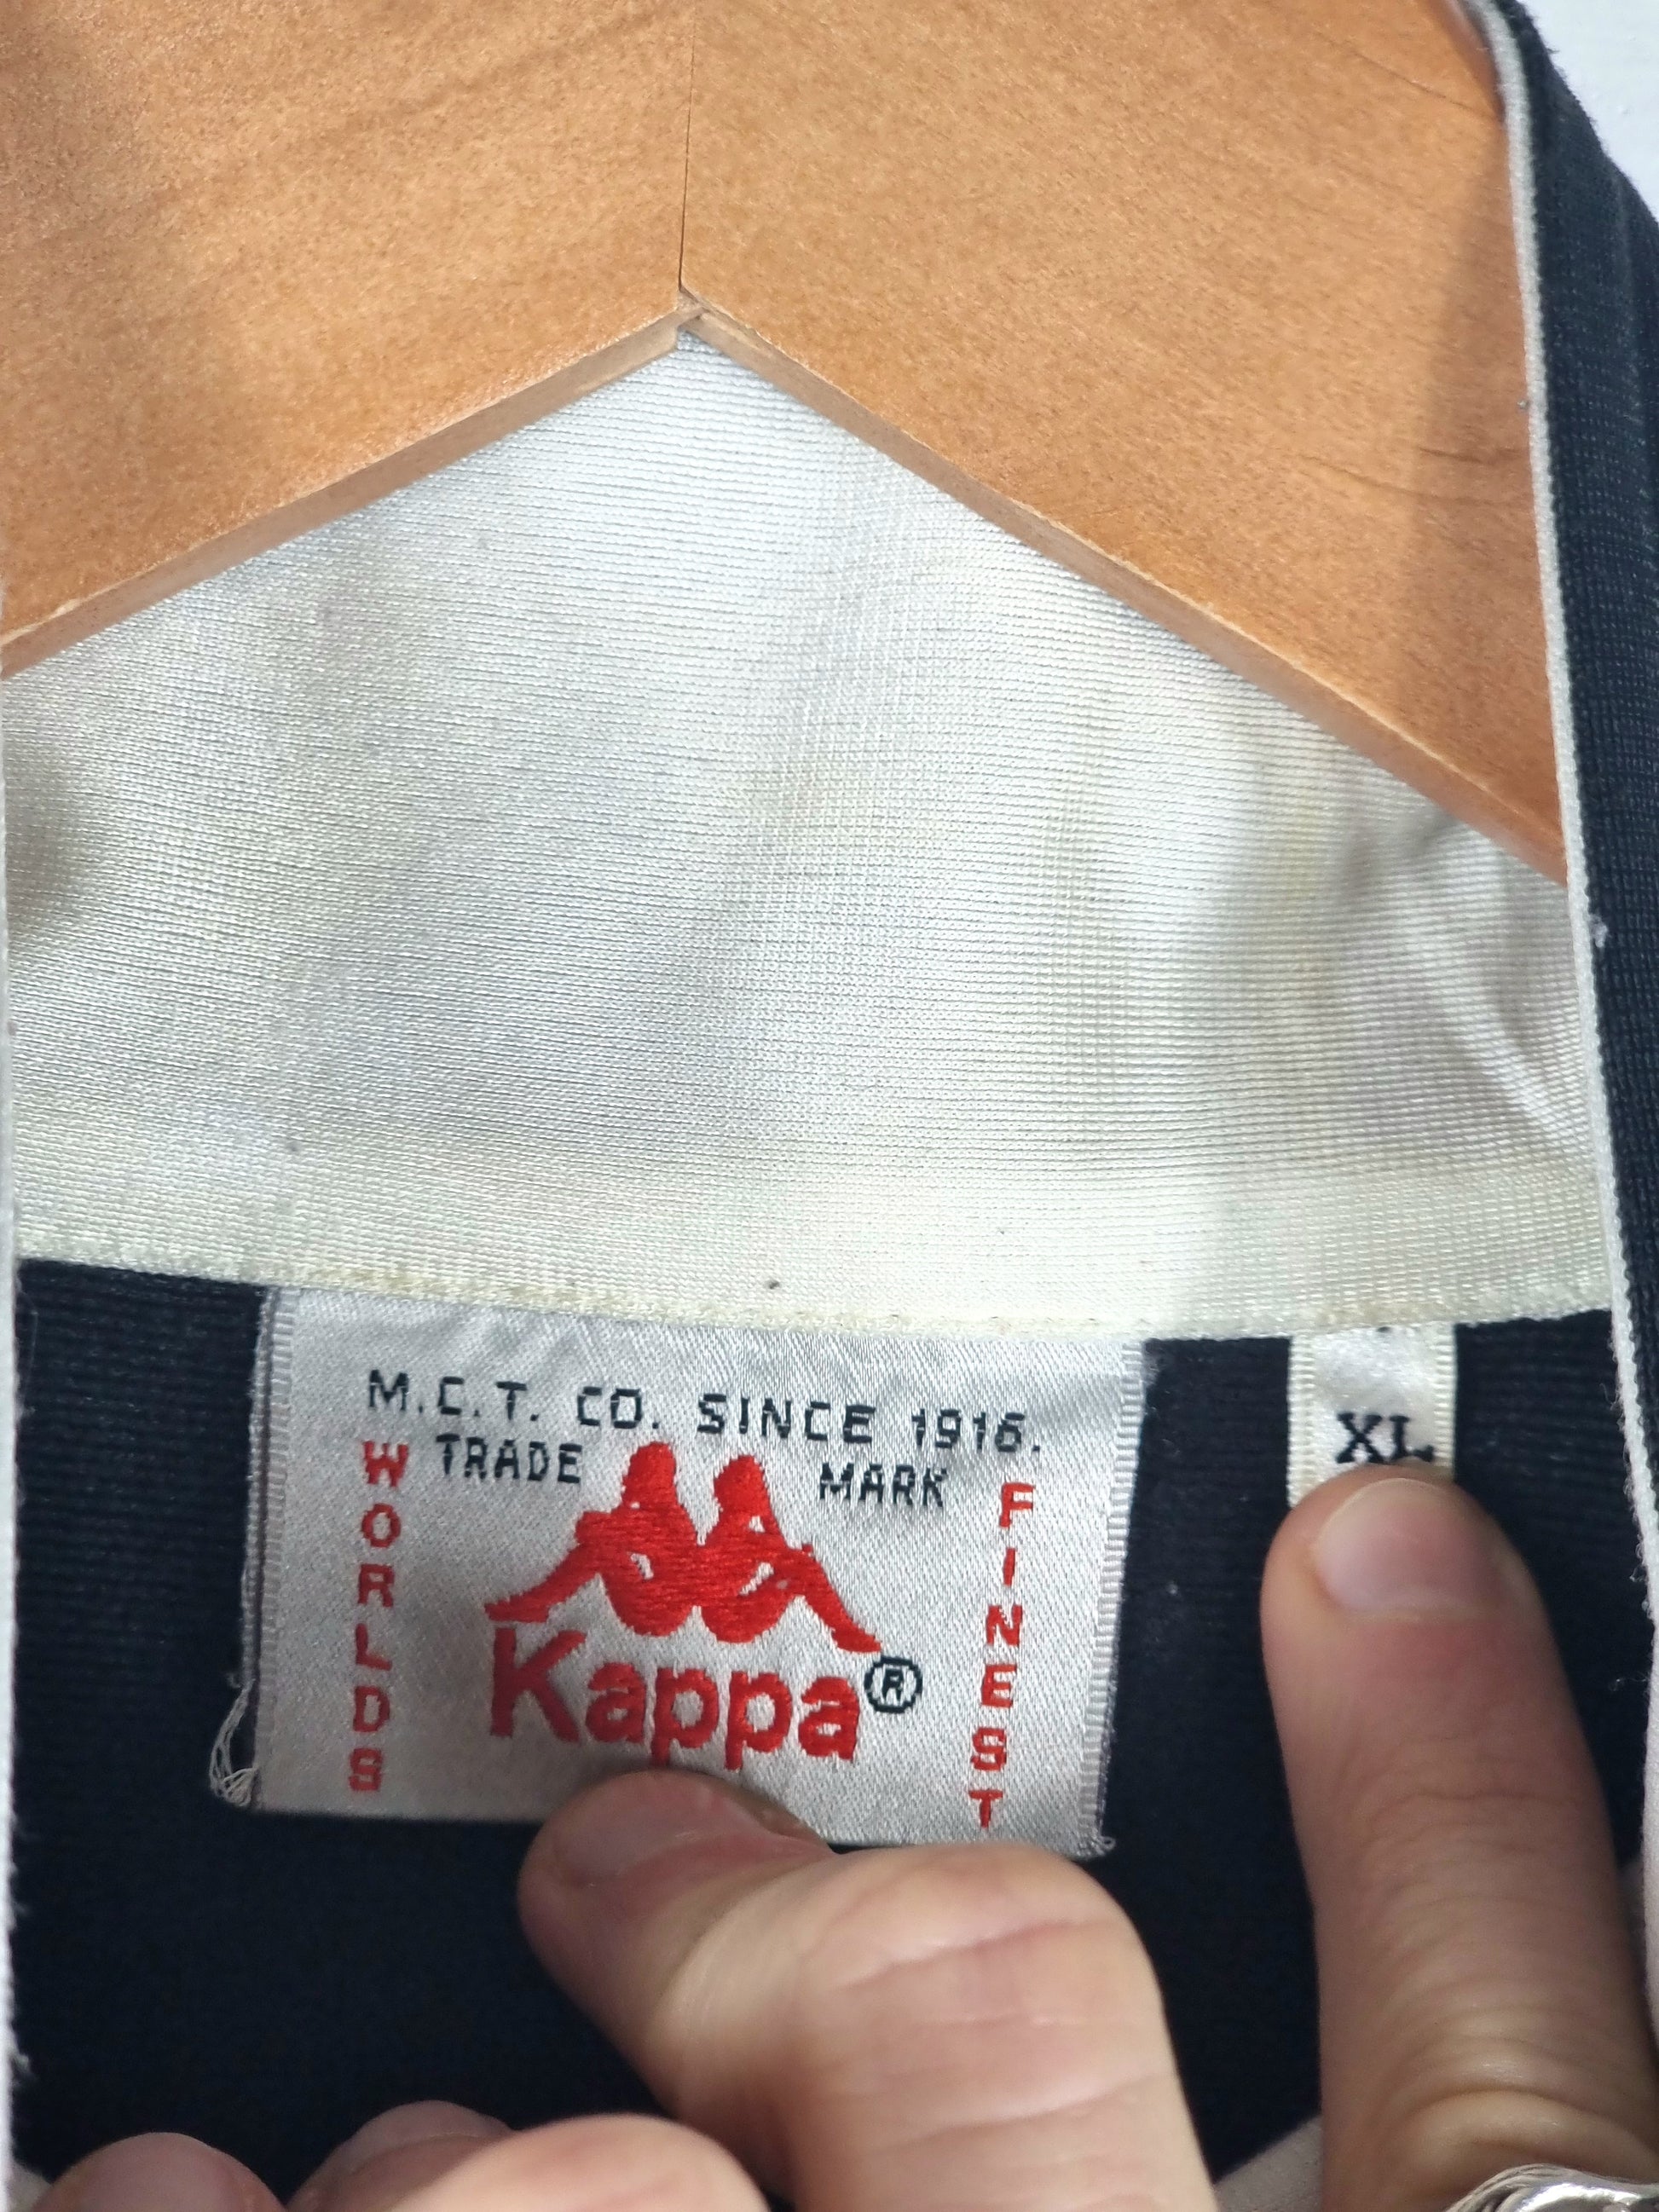 M.C.T. CO. SINCE 1916.
TRADE MARK
WORLDS
FINEST
Kappa®
XL